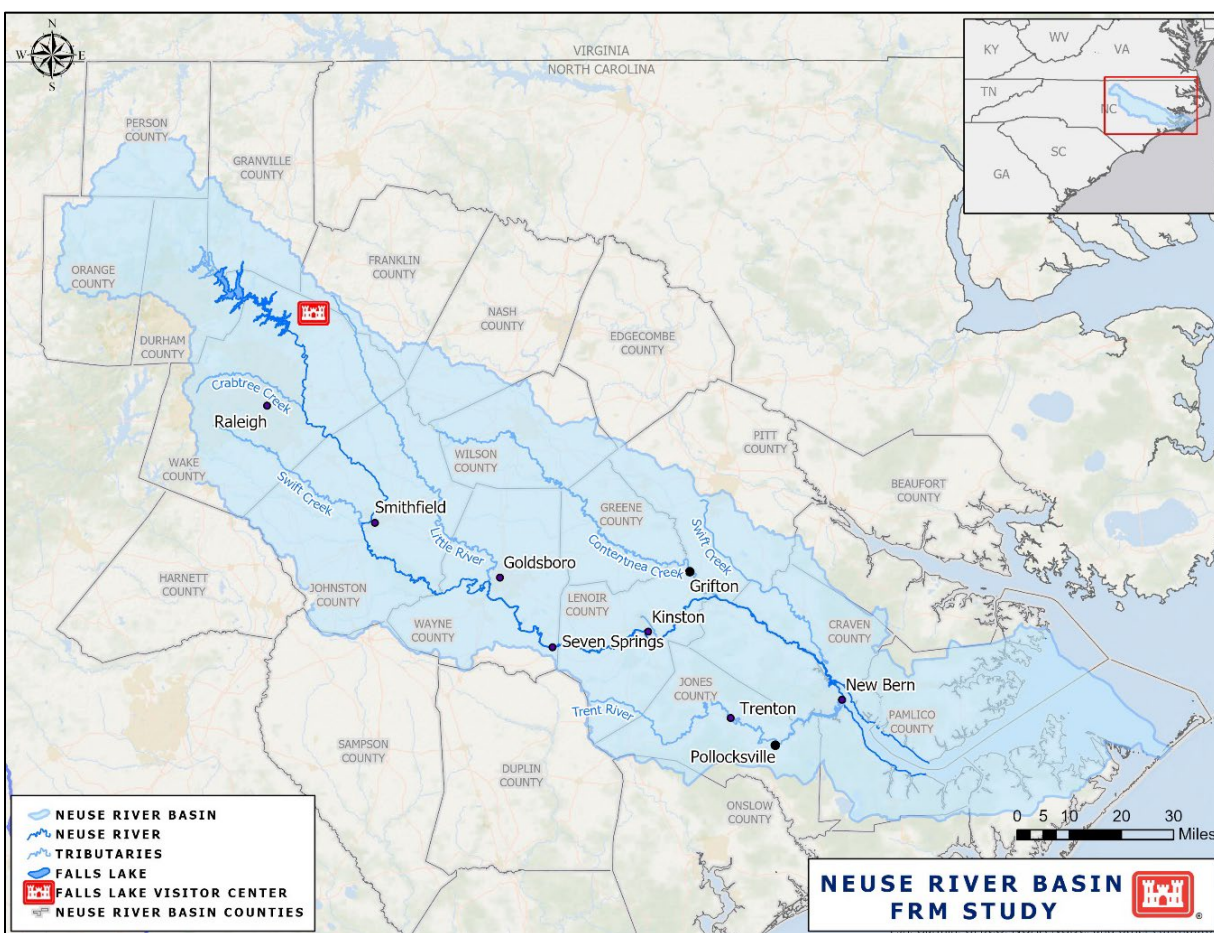 N
W
E
S
VIRGINIA
NORTH CAROLINA
KY
WV
VA
TN
NC
SC
GA
PERSON
COUNTY
GRANVILLE
COUNTY
FRANKLIN
COUNTY
ORANGE
COUNTY
NASH
COUNTY
EDGECOMBE
COUNTY
DURHAM
COUNTY
Crabtree Creek
Raleigh
PITT
COUNTY
WILSON
COUNTY
WAKE
COUNTY
BEAUFORT
COUNTY
Swift Creek
Smithfield
GREENE
COUNTY
Swift Creek
Little River
Contentnea Creek
Goldsboro
Grifton
HARNETT
COUNTY
JOHNSTON
COUNTY
LENOIR
COUNTY
Kinston
WAYNE
COUNTY
CRAVEN
COUNTY
Seven Springs
JONES
COUNTY
New Bern
Trent River
Trenton
PAMLICO
COUNTY
SAMPSON
COUNTY
Pollocksville
DUPLIN
COUNTY
ONSLOW
COUNTY
0 5 10 20 30
Miles
NEUSE RIVER BASIN
NEUSE RIVER
TRIBUTARIES
FALLS LAKE
FALLS LAKE VISITOR CENTER
NEUSE RIVER BASIN COUNTIES
NEUSE RIVER BASIN
FRM STUDY
®